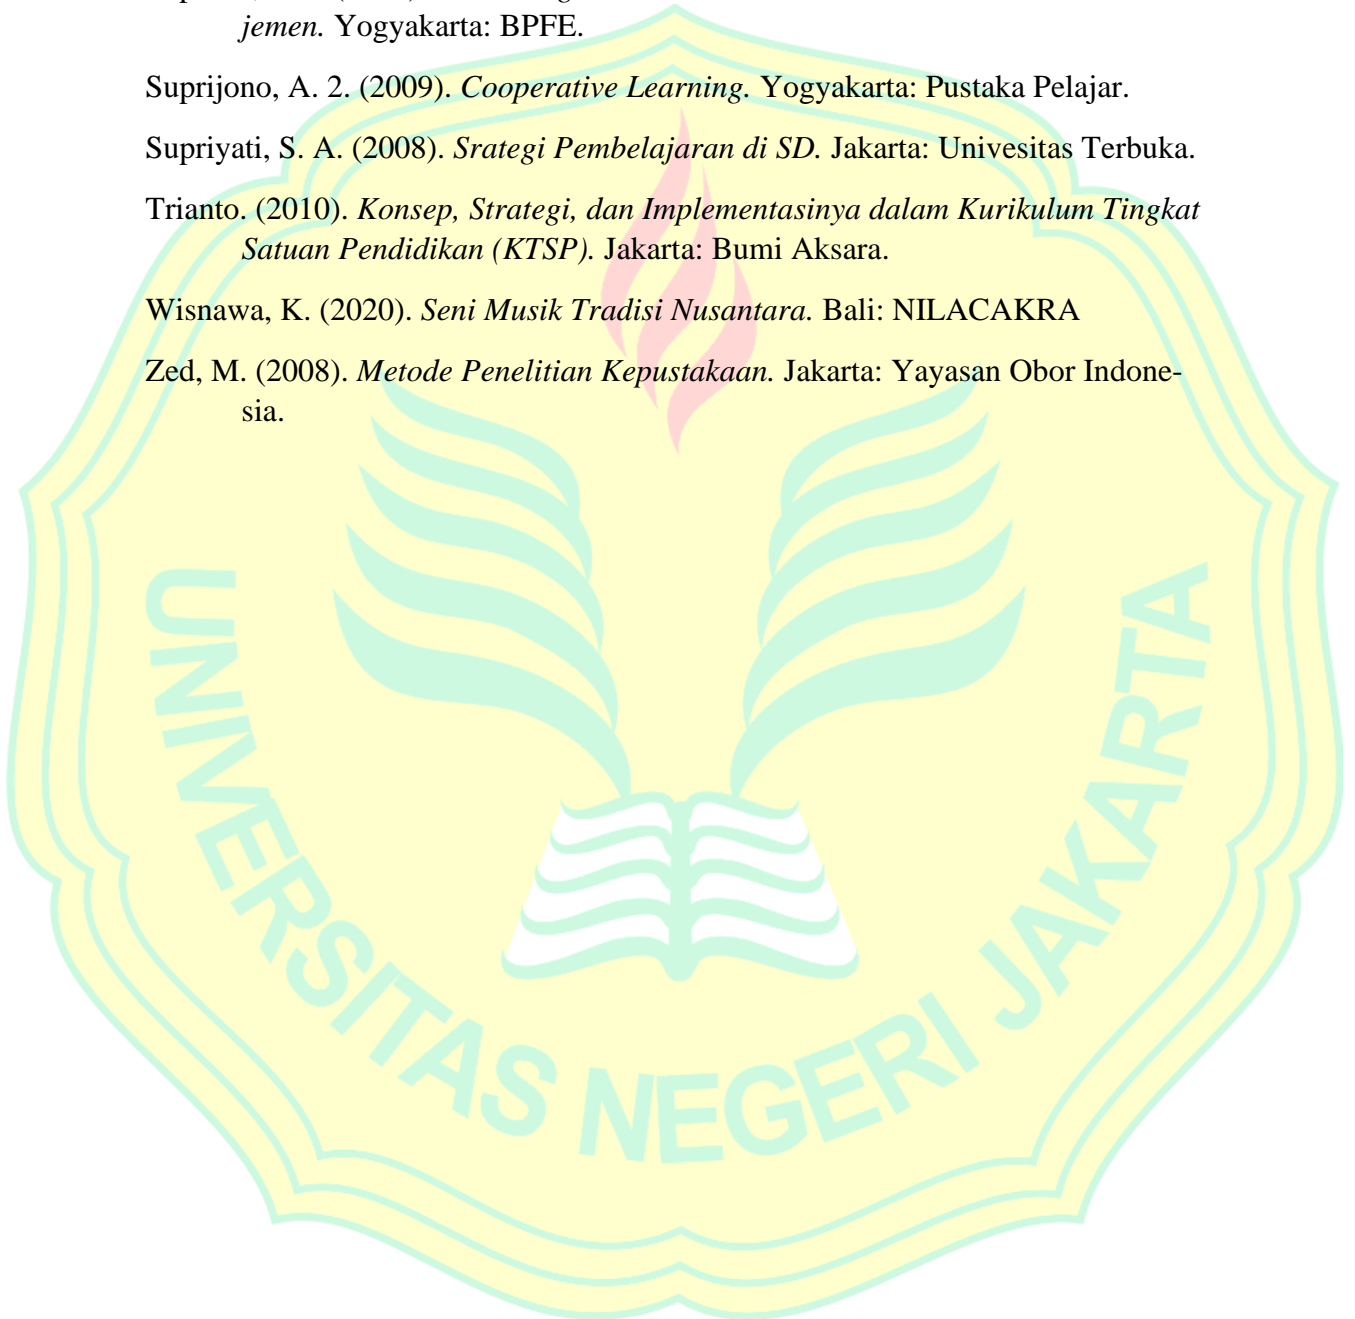 jemen. Yogyakarta: BPFE.
Suprijono, A. 2. (2009). Cooperative Learning. Yogyakarta: Pustaka Pelajar.
Supriyati, S. A. (2008). Srategi Pembelajaran di SD. Jakarta: Univesitas Terbuka.
Trianto. (2010). Konsep, Strategi, dan Implementasinya dalam Kurikulum Tingkat
Satuan Pendidikan (KTSP). Jakarta: Bumi Aksara.
Wisnawa, K. (2020). Seni Musik Tradisi Nusantara. Bali: NILACAKRA
Zed, M. (2008). Metode Penelitian Kepustakaan. Jakarta: Yayasan Obor Indone-
sia.
UNIVERSITAS NEGERI JAKARTA